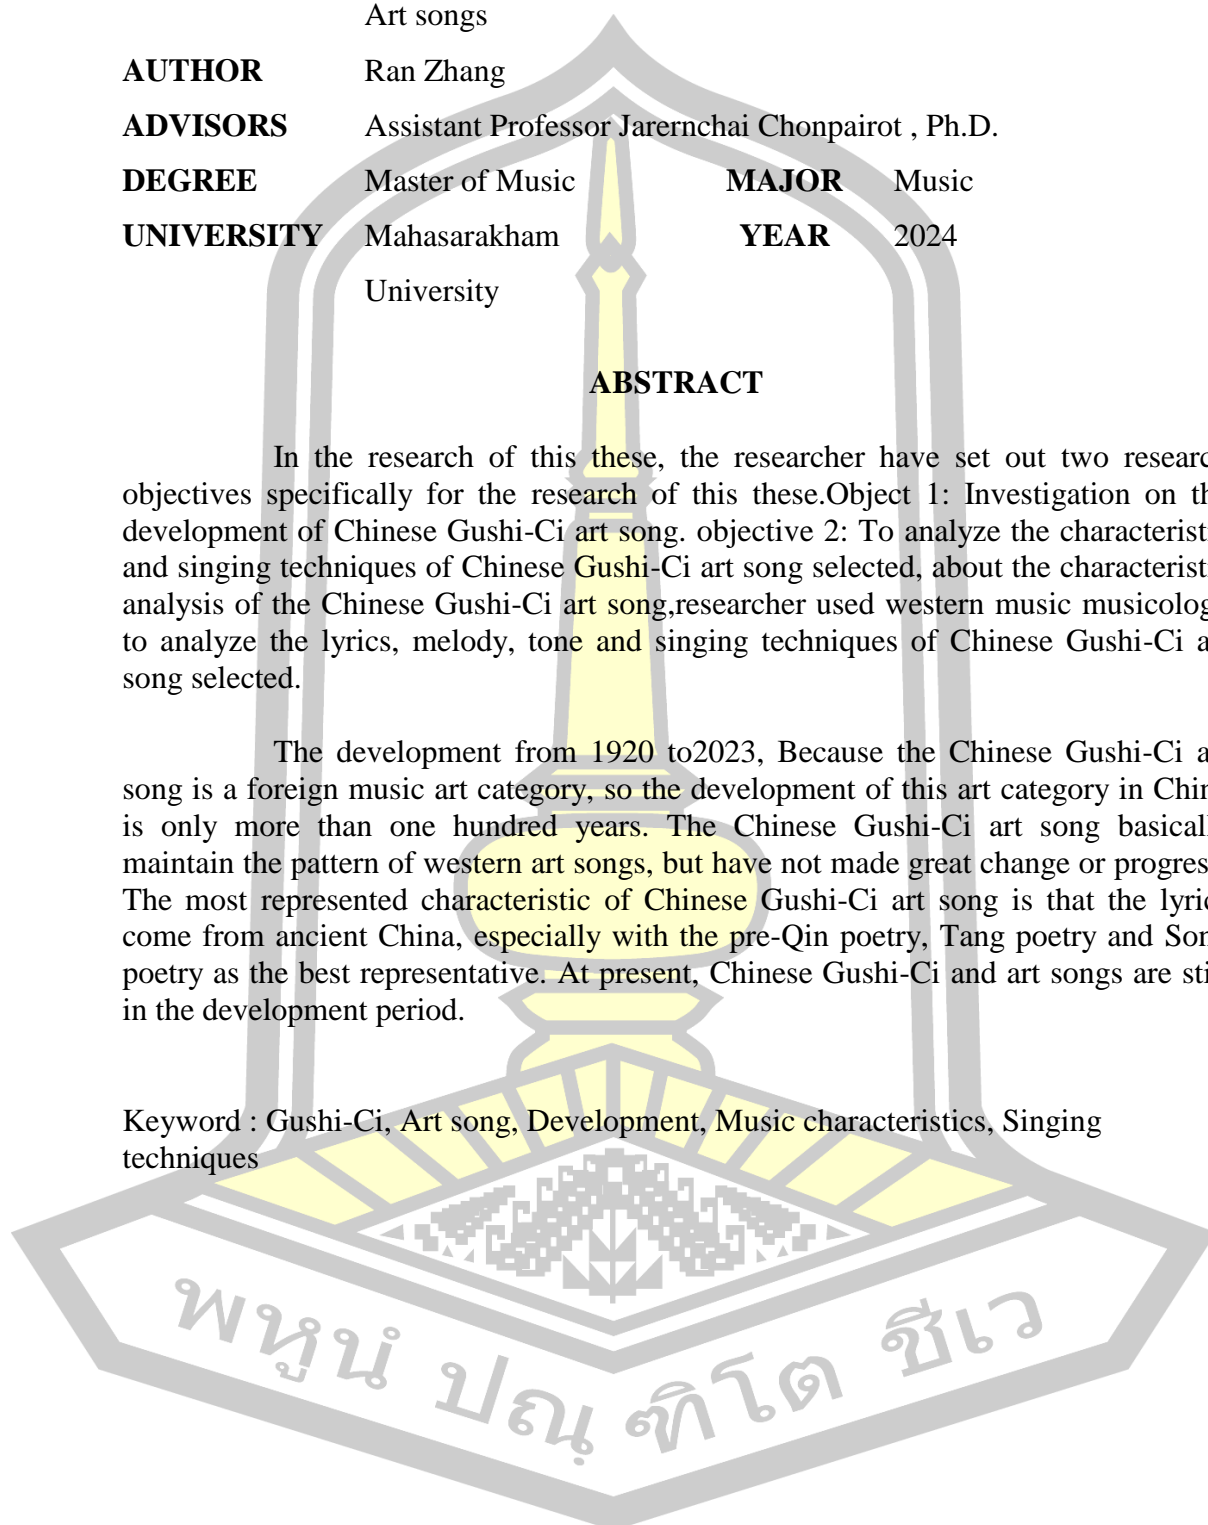 Art songs
AUTHOR Ran Zhang
ADVISORS Assistant Professor Jarernchai Chonpairot , Ph.D.
DEGREE Master of Music MAJOR Music
UNIVERSITY Mahasarakham YEAR 2024
University
ABSTRACT
In the research of this these, the researcher have set out two researc
objectives specifically for the research of this these.Object 1: Investigation on th
development of Chinese Gushi-Ci art song. objective 2: To analyze the characteristi
and singing techniques of Chinese Gushi-Ci art song selected, about the characteristi
analysis of the Chinese Gushi-Ci art song,researcher used western music musicolog
to analyze the lyrics, melody, tone and singing techniques of Chinese Gushi-Ci a
song selected.
The development from 1920 to2023, Because the Chinese Gushi-Ci a
song is a foreign music art category, so the development of this art category in Chin
is only more than one hundred years. The Chinese Gushi-Ci art song basicall
maintain the pattern of western art songs, but have not made great change or progres
The most represented characteristic of Chinese Gushi-Ci art song is that the lyric
come from ancient China, especially with the pre-Qin poetry, Tang poetry and Son
poetry as the best representative. At present, Chinese Gushi-Ci and art songs are sti
in the development period.
Keyword : Gushi-Ci, Art song, Development, Music characteristics, Singing
techniques
พหูนํ ปณฺฑิโต ชีเว